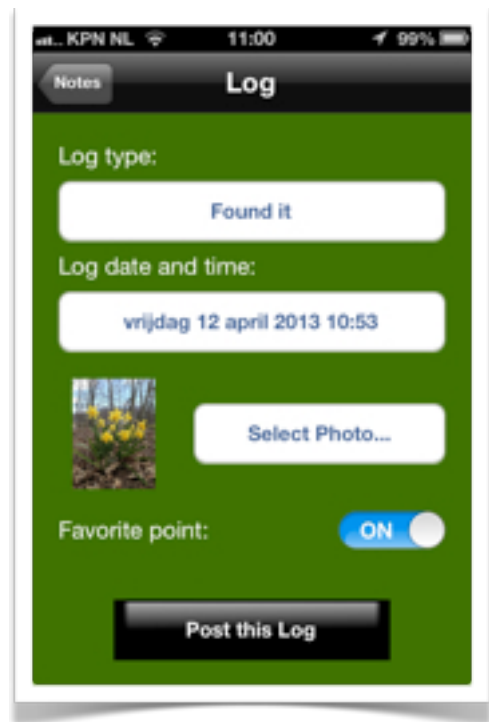 KPN NL 11:00 99%
Notes
Log
Log type:
Found it
Log date and time:
vrijdag 12 april 2013 10:53
Select Photo...
Favorite point:
ON
Post this Log